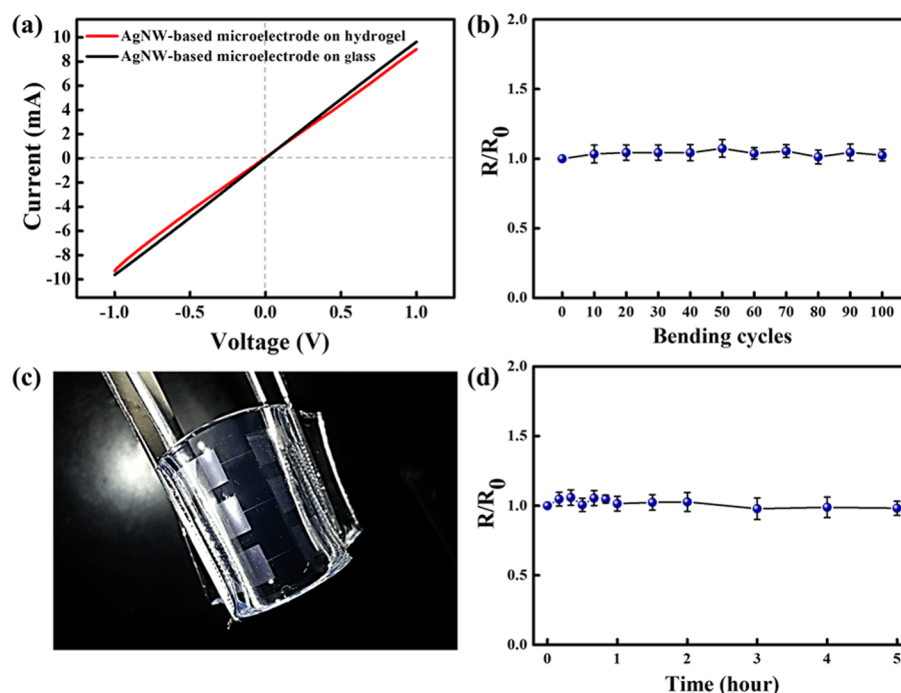 (a)
AgNW-based microelectrode on hydrogel
AgNW-based microelectrode on glass
Current (mA)
10
8
6
4
2
0
-2
-4
-6
-8
-10
-1.0 -0.5 0.0 0.5 1.0
Voltage (V)
(b)
R/R0
2.0
1.5
1.0
0.5
0.0
0 10 20 30 40 50 60 70 80 90 100
Bending cycles
(c)
(d)
R/R0
2.0
1.5
1.0
0.5
0.0
0 1 2 3 4 5
Time (hour)